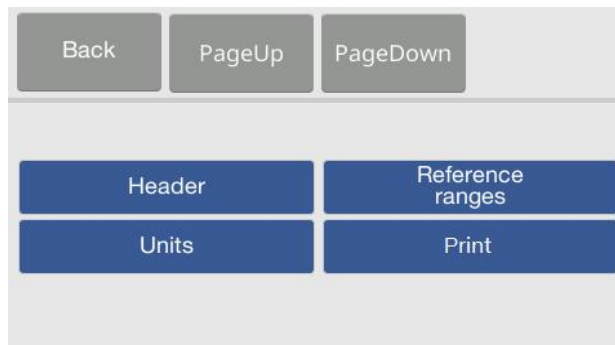 Back
PageUp
PageDown
Header
Reference
ranges
Units
Print